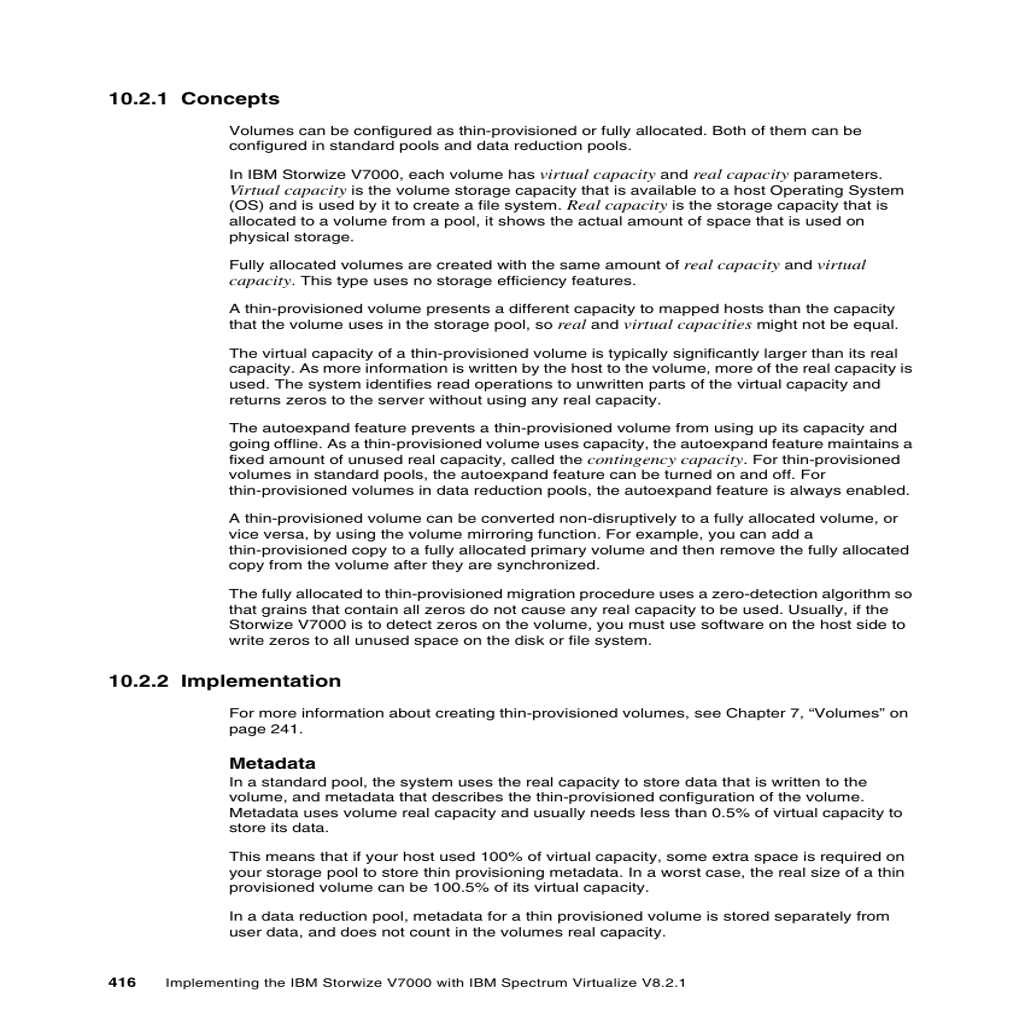 10.2.1 Concepts
Volumes can be configured as thin-provisioned or fully allocated. Both of them can be
configured in standard pools and data reduction pools.
In IBM Storwize V7000, each volume has virtual capacity and real capacity parameters.
Virtual capacity is the volume storage capacity that is available to a host Operating System
(OS) and is used by it to create a file system. Real capacity is the storage capacity that is
allocated to a volume from a pool, it shows the actual amount of space that is used on
physical storage.
Fully allocated volumes are created with the same amount of real capacity and virtual
capacity. This type uses no storage efficiency features.
A thin-provisioned volume presents a different capacity to mapped hosts than the capacity
that the volume uses in the storage pool, so real and virtual capacities might not be equal.
The virtual capacity of a thin-provisioned volume is typically significantly larger than its real
capacity. As more information is written by the host to the volume, more of the real capacity is
used. The system identifies read operations to unwritten parts of the virtual capacity and
returns zeros to the server without using any real capacity.
The autoexpand feature prevents a thin-provisioned volume from using up its capacity and
going offline. As a thin-provisioned volume uses capacity, the autoexpand feature maintains a
fixed amount of unused real capacity, called the contingency capacity. For thin-provisioned
volumes in standard pools, the autoexpand feature can be turned on and off. For
thin-provisioned volumes in data reduction pools, the autoexpand feature is always enabled.
A thin-provisioned volume can be converted non-disruptively to a fully allocated volume, or
vice versa, by using the volume mirroring function. For example, you can add a
thin-provisioned copy to a fully allocated primary volume and then remove the fully allocated
copy from the volume after they are synchronized.
The fully allocated to thin-provisioned migration procedure uses a zero-detection algorithm so
that grains that contain all zeros do not cause any real capacity to be used. Usually, if the
Storwize V7000 is to detect zeros on the volume, you must use software on the host side to
write zeros to all unused space on the disk or file system.
10.2.2 Implementation
For more information about creating thin-provisioned volumes, see Chapter 7, “Volumes” on
page 241.
Metadata
In a standard pool, the system uses the real capacity to store data that is written to the
volume, and metadata that describes the thin-provisioned configuration of the volume.
Metadata uses volume real capacity and usually needs less than 0.5% of virtual capacity to
store its data.
This means that if your host used 100% of virtual capacity, some extra space is required on
your storage pool to store thin provisioning metadata. In a worst case, the real size of a thin
provisioned volume can be 100.5% of its virtual capacity.
In a data reduction pool, metadata for a thin provisioned volume is stored separately from
user data, and does not count in the volumes real capacity.
416 Implementing the IBM Storwize V7000 with IBM Spectrum Virtualize V8.2.1